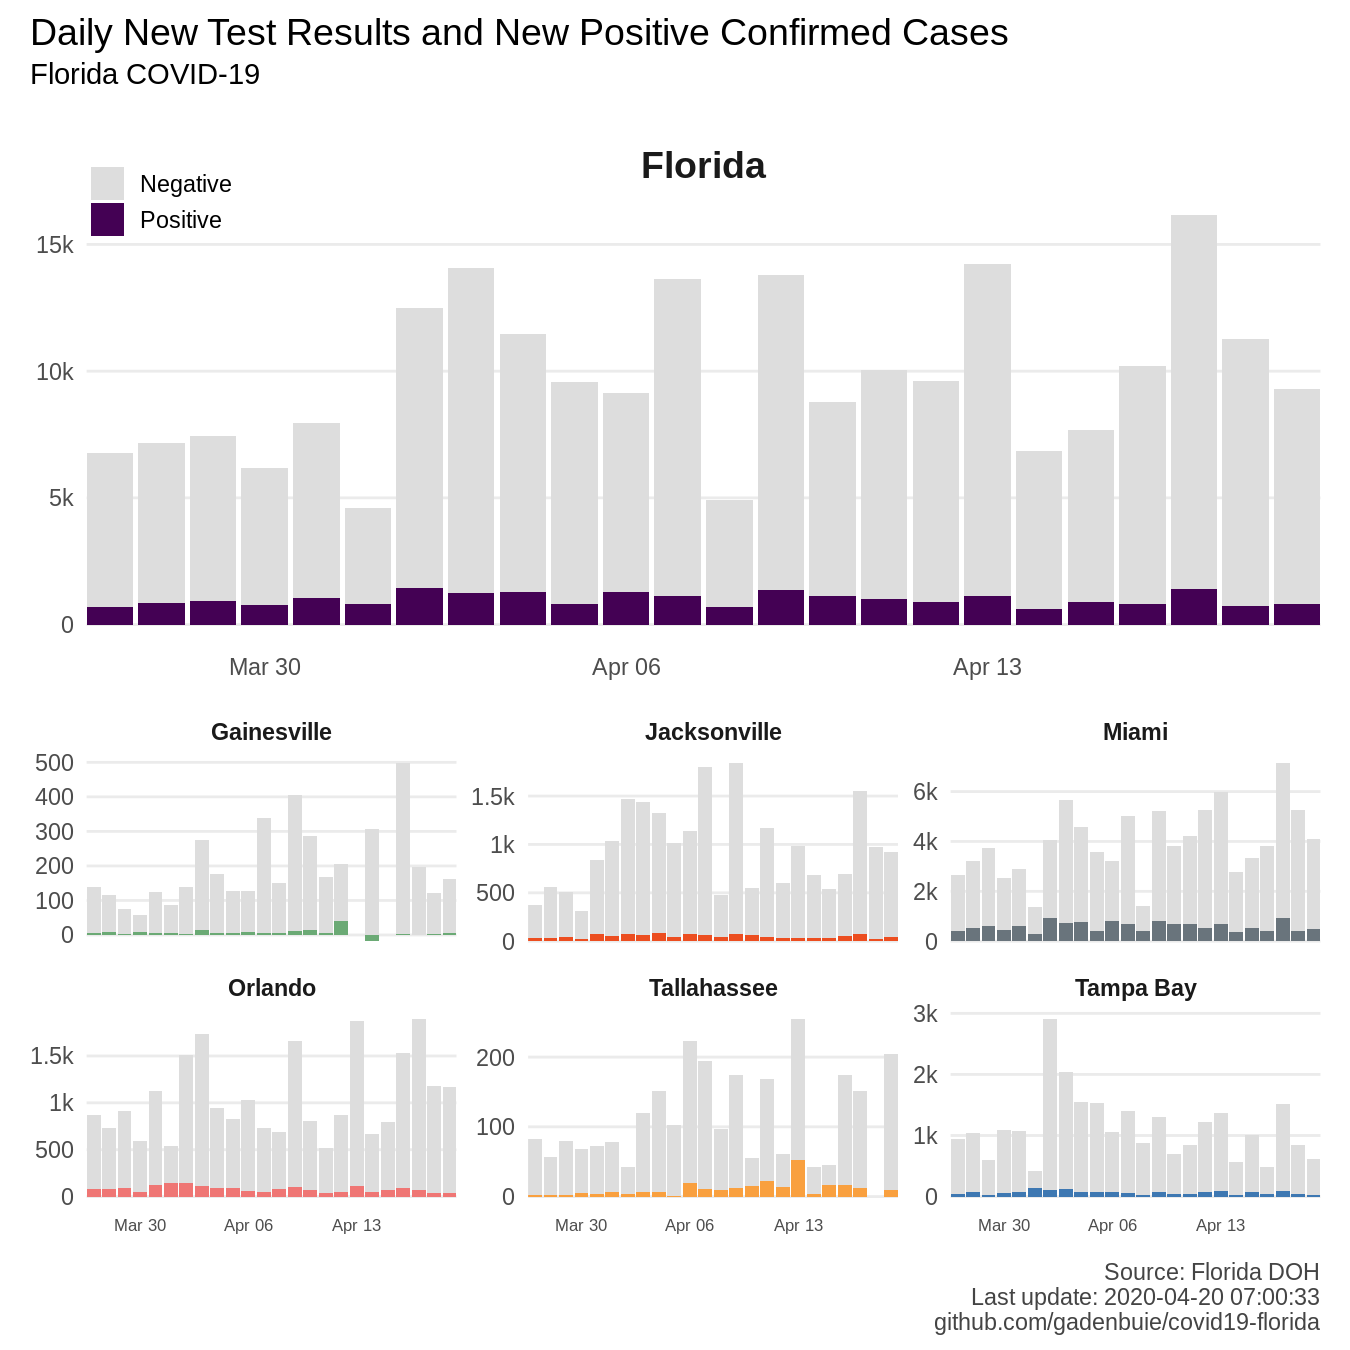 Daily New Test Results and New Positive Confirmed Cases
Florida COVID-19
Florida
Negative
Positive
15k
10k
5k
0
Mar 30 Apr 06 Apr 13
Gainesville
500
400
300
200
100
0
Jacksonville
1.5k
1k
500
0
Miami
6k
4k
2k
0
Orlando
1.5k
1k
500
0
Mar 30 Apr 06 Apr 13
Tallahassee
200
100
0
Mar 30 Apr 06 Apr 13
Tampa Bay
3k
2k
1k
0
Mar 30 Apr 06 Apr 13
Source: Florida DOH
Last update: 2020-04-20 07:00:33
github.com/gadenbuie/covid19-florida